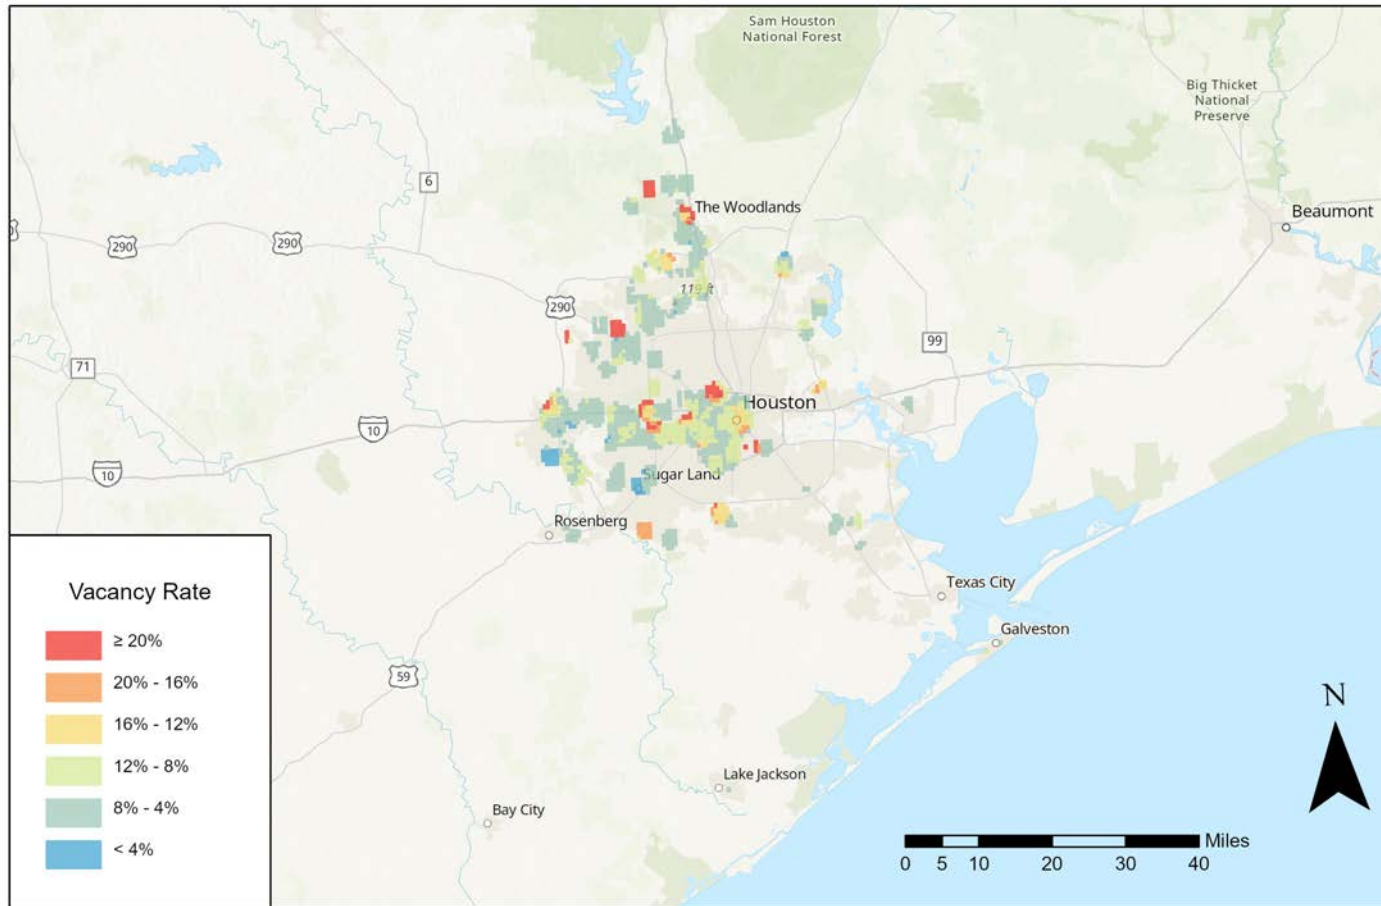 Sam Houston
National Forest
Big Thicket
National
Preserve
6
The Woodlands
Beaumont
290
290
119 ft
290
99
71
Houston
10
10
Sugar Land
Rosenberg
Texas City
Galveston
59
Lake Jackson
Bay City
Vacancy Rate
≥ 20%
20% - 16%
16% - 12%
12% - 8%
8% - 4%
< 4%
N
Miles
0 5 10 20 30 40